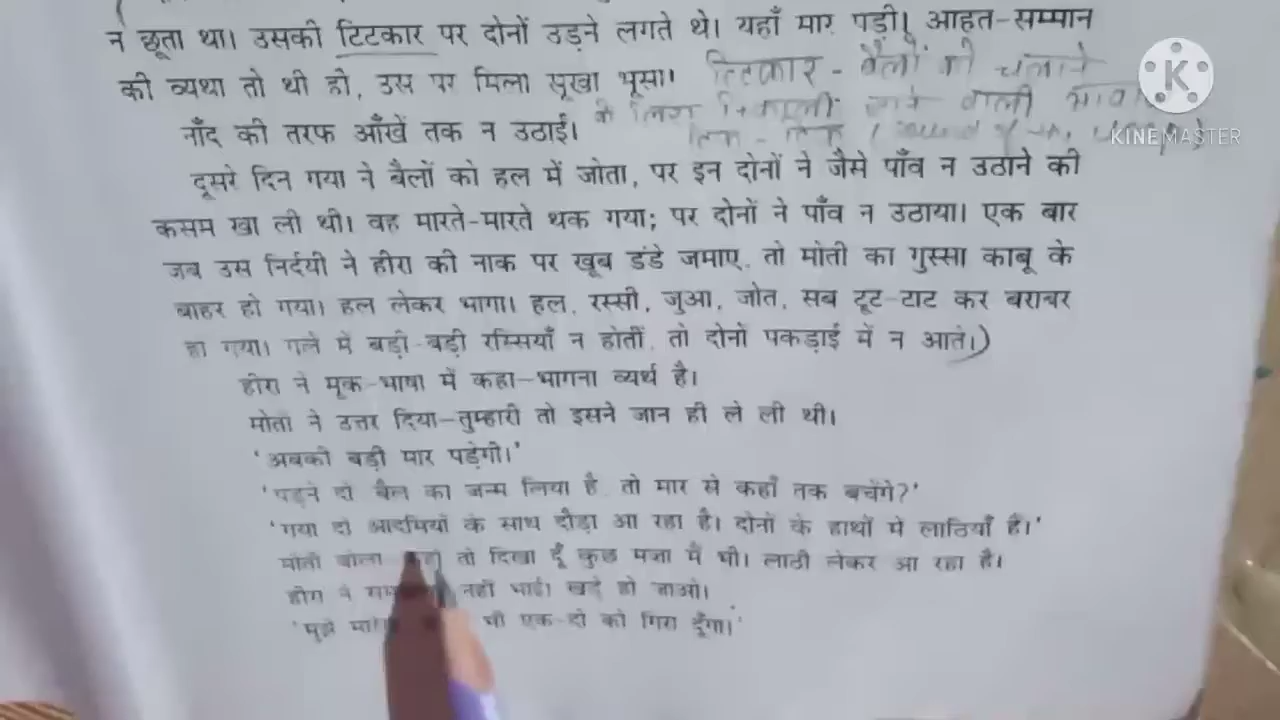 न छूता था। उसकी टिटकार पर दोनों उड़ने लगते थे। यहाँ मार पड़ी। आहत-सम्मान
की व्यथा तो थी ही, उस पर मिला सूखा भूसा।
टिटकार - बैलों को चलाने
के लिए निकाली जाने वाली
नाँद की तरफ आँखें तक न उठाईं।
KINEMASTER
दूसरे दिन गया ने बैलों को हल में जोता, पर इन दोनों ने जैसे पाँव न उठाने की
कसम खा ली थी। वह मारते-मारते थक गया; पर दोनों ने पाँव न उठाया। एक बार
जब उस निर्दयी ने हीरा की नाक पर खूब डंडे जमाए, तो मोती का गुस्सा काबू के
बाहर हो गया। हल लेकर भागा। हल, रस्सी, जुआ, जोत, सब टूट-टाट कर बराबर
हो गया। गले में बड़ी-बड़ी रस्सियाँ न होतीं, तो दोनों पकड़ाई में न आते।)
हीरा ने मूक-भाषा में कहा-भागना व्यर्थ है।
मोती ने उत्तर दिया-तुम्हारी तो इसने जान ही ले ली थी।
'अबकी बड़ी मार पड़ेगी।'
'पड़ने दो, बैल का जन्म लिया है, तो मार से कहाँ तक बचेंगे?'
'गया दो आदमियों के साथ दौड़ा आ रहा है। दोनों के हाथों में लाठियाँ हैं।'
मोती बोला तो दिखा दूँ कुछ मजा मैं भी। लाठी लेकर आ रहा है।
हीरा ने नहीं भाई! खड़े हो जाओ।
'मुझे भी एक-दो को गिरा दूँगा।'